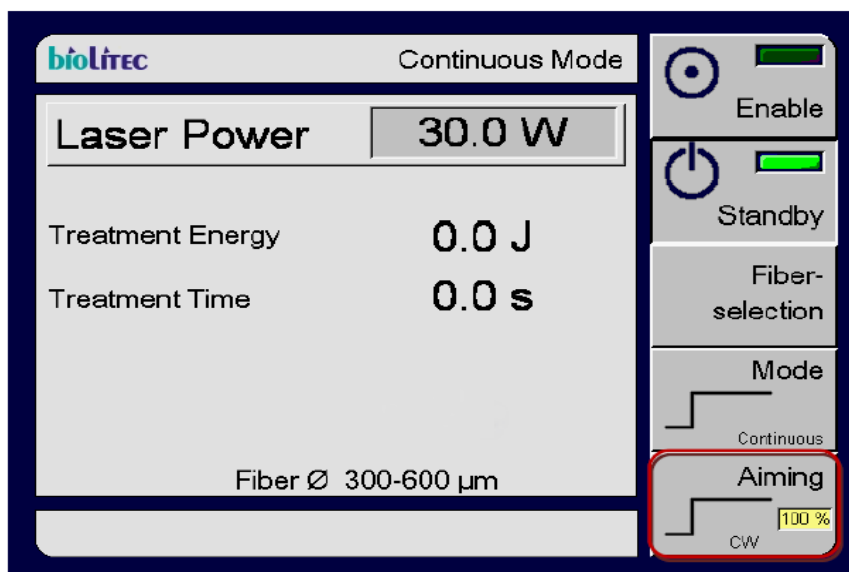 bioLitec
Continuous Mode
Laser Power 30.0 W
Treatment Energy 0.0 J
Treatment Time 0.0 s
Fiber Ø 300-600 µm
Enable
Standby
Fiber-
selection
Mode
Continuous
Aiming
100 %
CW